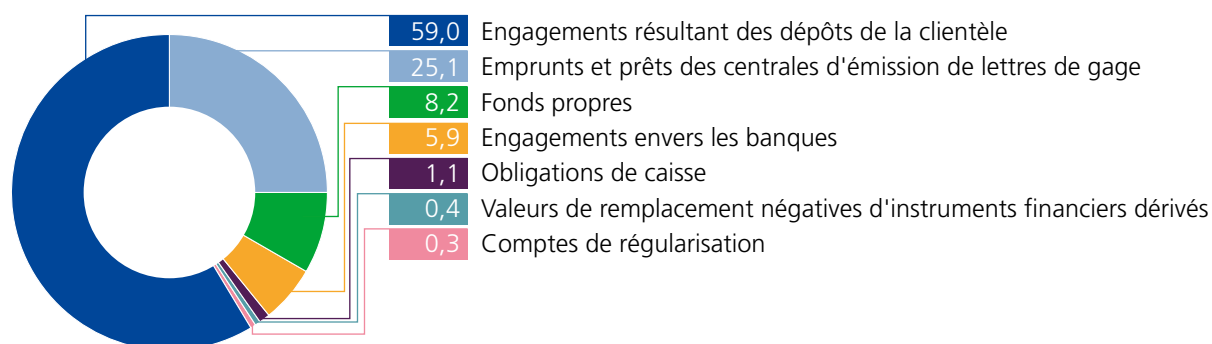 59,0 Engagements résultant des dépôts de la clientèle
25,1 Emprunts et prêts des centrales d'émission de lettres de gage
8,2 Fonds propres
5,9 Engagements envers les banques
1,1 Obligations de caisse
0,4 Valeurs de remplacement négatives d'instruments financiers dérivés
0,3 Comptes de régularisation